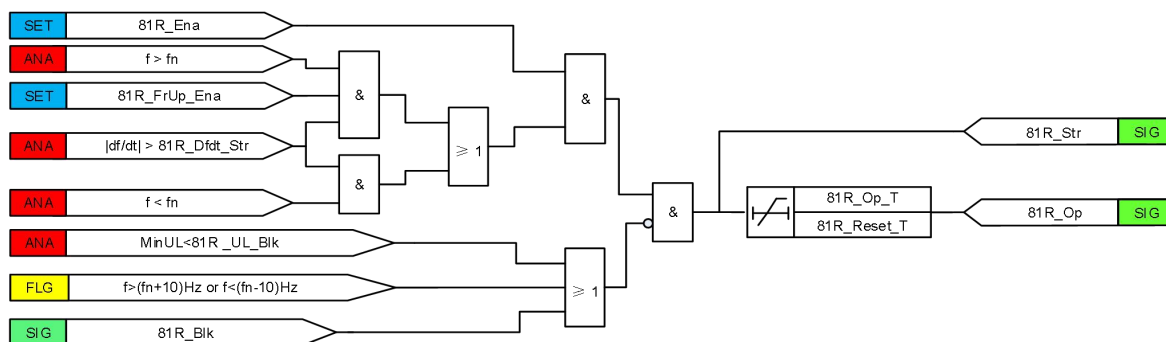 SET 81R_Ena
ANA f > fn
SET 81R_FrUp_Ena
ANA |df/dt| > 81R_Dfdt_Str
ANA f < fn
ANA MinUL<81R _UL_Blk
FLG f>(fn+10)Hz or f<(fn-10)Hz
SIG 81R_Blk
&
&
≥ 1
&
≥ 1
&
81R_Op_T
81R_Reset_T
81R_Str SIG
81R_Op SIG